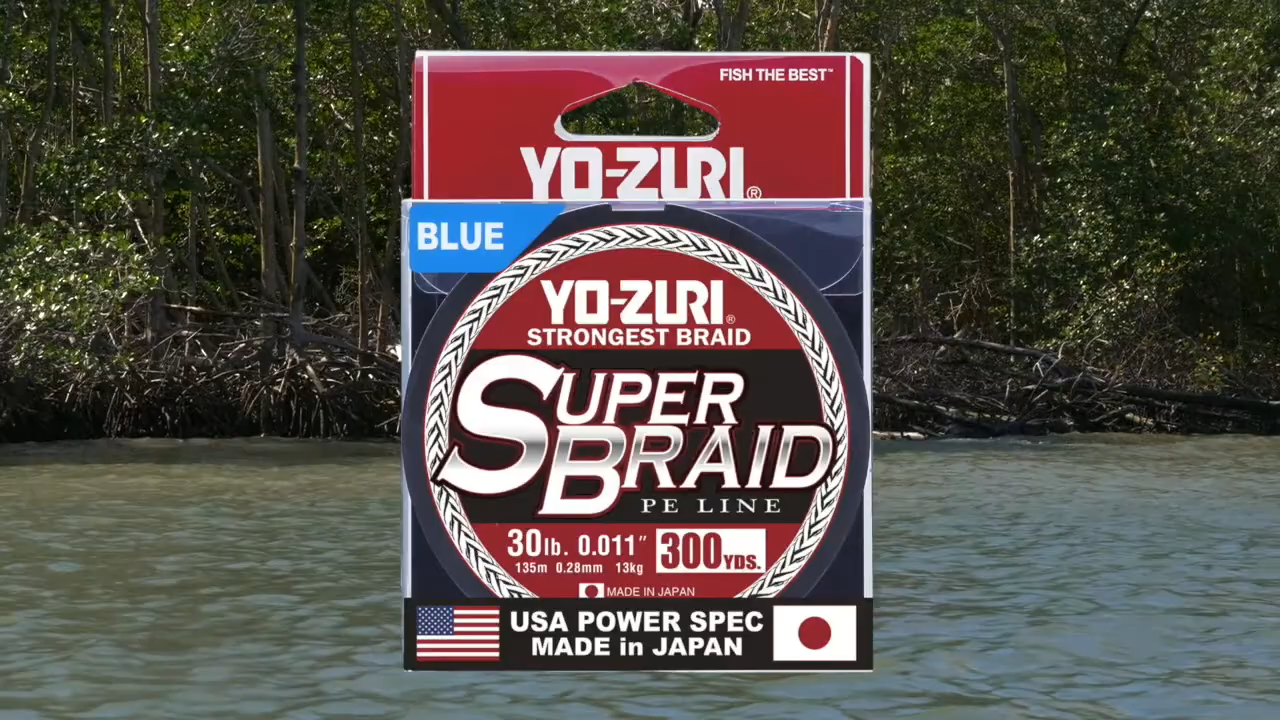 FISH THE BEST™
YO-ZURI®
BLUE
YO-ZURI®
STRONGEST BRAID
SUPER
BRAID
PE LINE
30lb. 0.011" 300YDS.
135m 0.28mm 13kg
MADE IN JAPAN
USA POWER SPEC
MADE in JAPAN